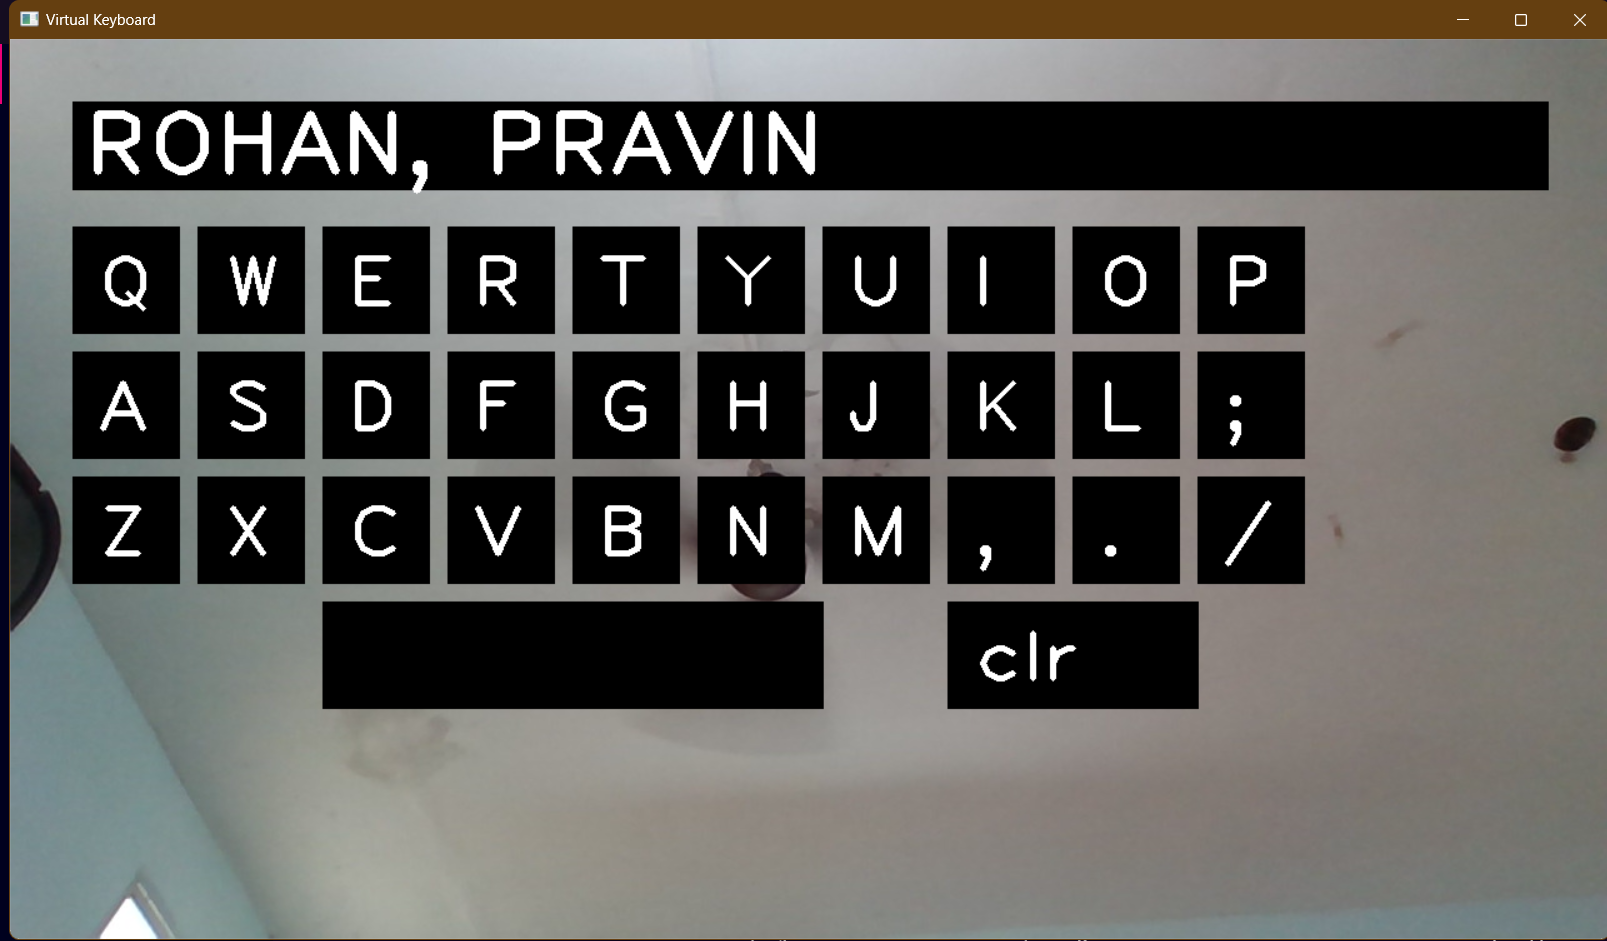 Virtual Keyboard
ROHAN, PRAVIN
Q W E R T Y U I O P
A S D F G H J K L ;
Z X C V B N M , . /
clr